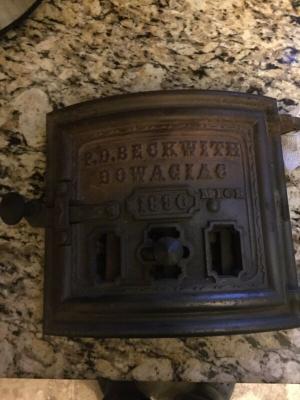 P.D. BECKWITH
DOWAGIAC
MICH
1880